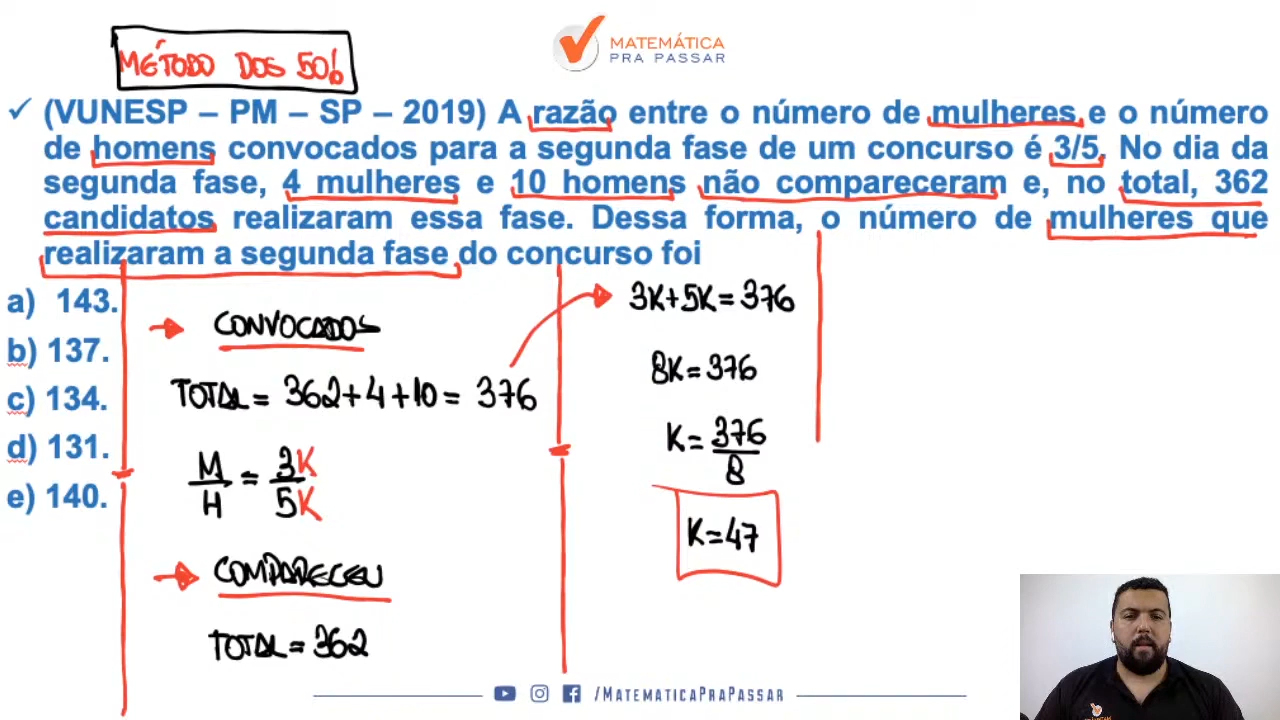 MÉTODO DOS 50!
MATEMÁTICA
PRA PASSAR
✓ (VUNESP – PM – SP – 2019) A razão entre o número de mulheres e o número
de homens convocados para a segunda fase de um concurso é 3/5. No dia da
segunda fase, 4 mulheres e 10 homens não compareceram e, no total, 362
candidatos realizaram essa fase. Dessa forma, o número de mulheres que
realizaram a segunda fase do concurso foi
a) 143.
b) 137.
c) 134.
d) 131.
e) 140.
CONVOCADOS
TOTAL = 362+4+10 = 376
M/H = 3K/5K
COMPARECEU
TOTAL = 362
3K+5K = 376
8K = 376
K = 376/8
K = 47
/MATEMATICAPRAPASSAR